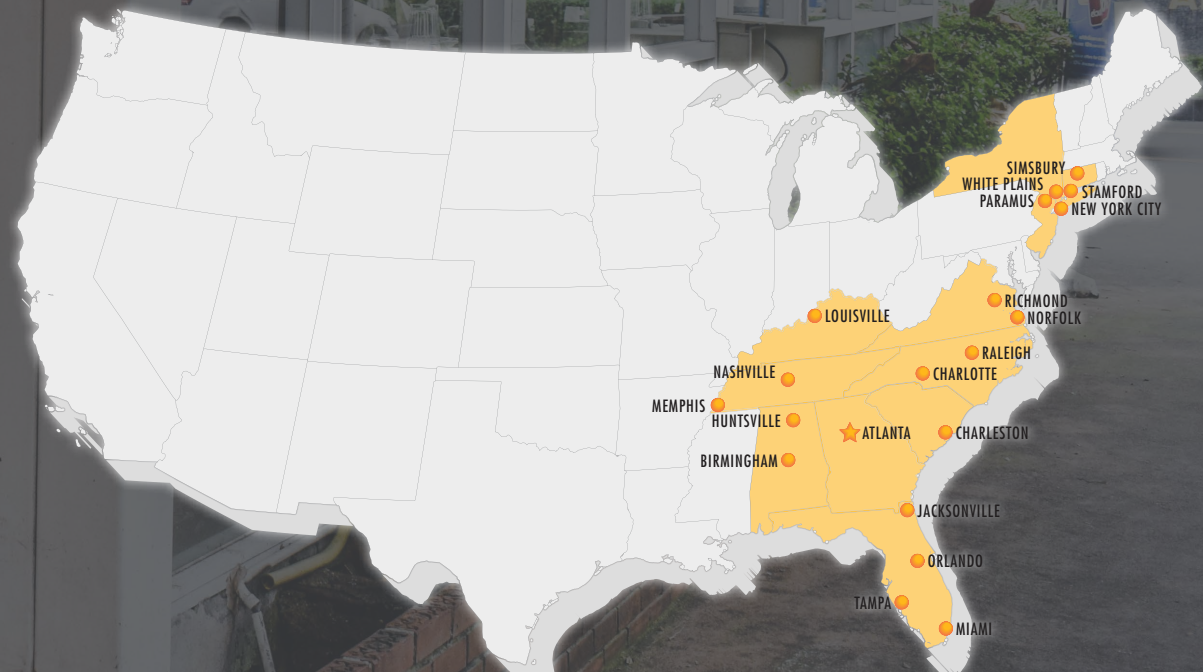 SIMSBURY
WHITE PLAINS
STAMFORD
PARAMUS
NEW YORK CITY
RICHMOND
LOUISVILLE
NORFOLK
RALEIGH
NASHVILLE
CHARLOTTE
MEMPHIS
HUNTSVILLE
ATLANTA
CHARLESTON
BIRMINGHAM
JACKSONVILLE
ORLANDO
TAMPA
MIAMI